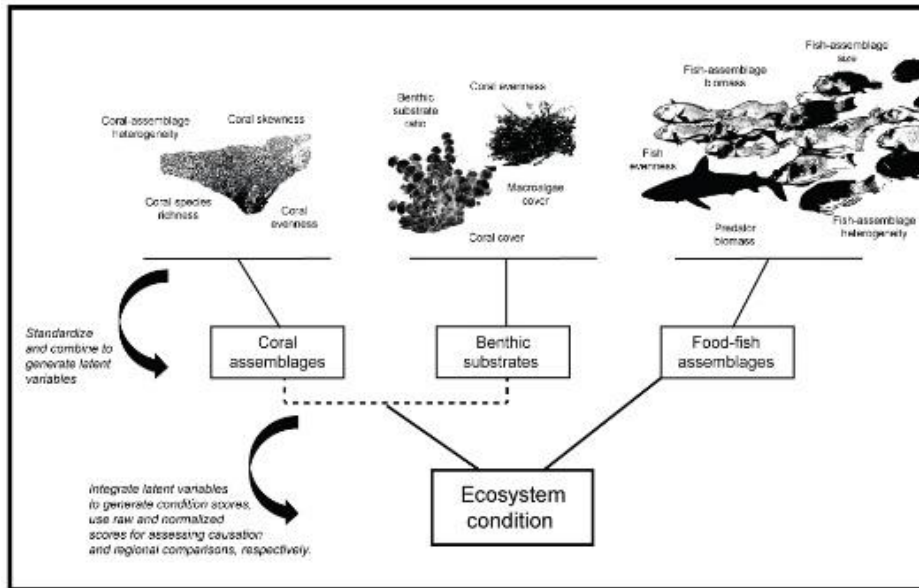 Coral-assemblage
heterogeneity
Coral skewness
Coral species
richness
Coral
evenness
Benthic
substrate
ratio
Coral evenness
Macroalgae
cover
Coral cover
Fish-assemblage
size
Fish-assemblage
biomass
Fish
evenness
Predator
biomass
Fish-assemblage
heterogeneity
Standardize
and combine to
generate latent
variables
Coral
assemblages
Benthic
substrates
Food-fish
assemblages
Integrate latent variables
to generate condition scores,
use raw and normalized
scores for assessing causation
and regional comparisons, respectively.
Ecosystem
condition